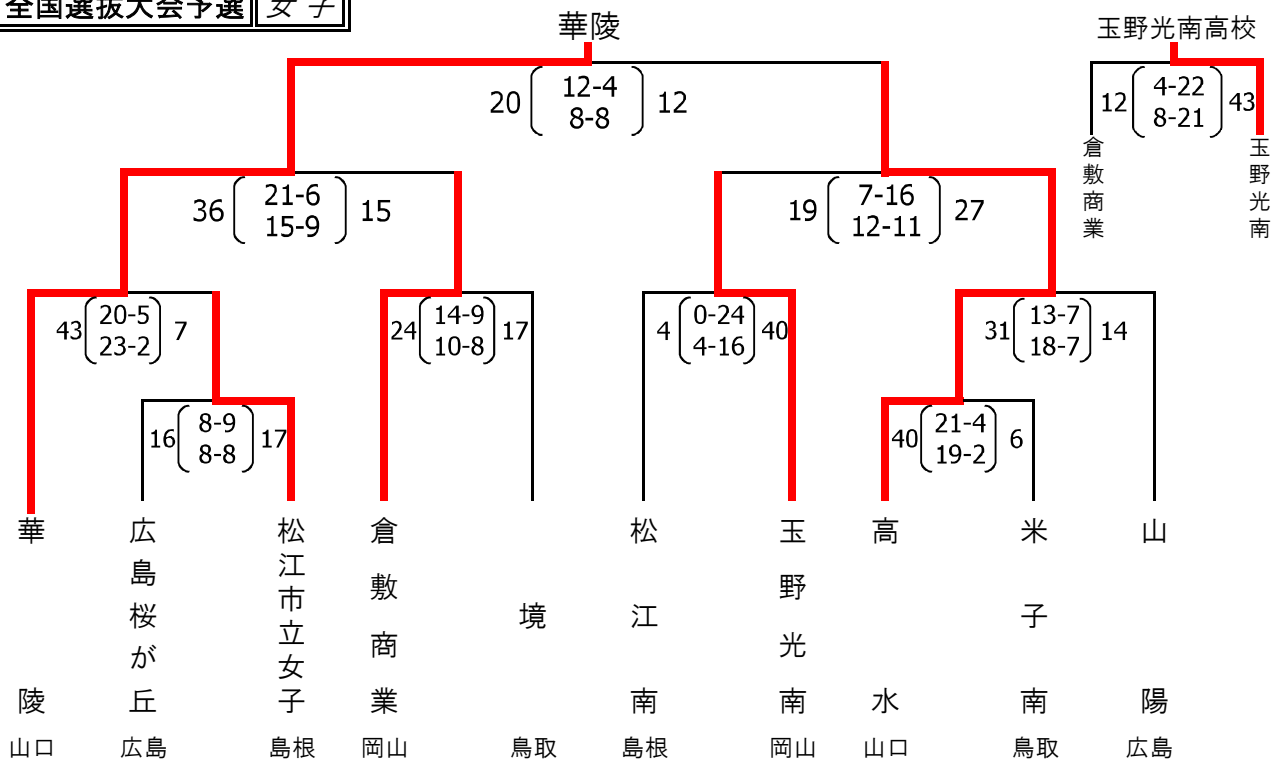 全国選抜大会予選 女子
華陵
玉野光南高校
20 12-4 12
8-8
12 4-22 43
8-21
倉敷商業
玉野光南
36 21-6 15
15-9
19 7-16 27
12-11
43 20-5 7
23-2
24 14-9 17
10-8
4 0-24 40
4-16
31 13-7 14
18-7
16 8-9 17
8-8
40 21-4 6
19-2
華陵
広島桜が丘
松江市立女子
倉敷商業
境
松江南
玉野光南
高水
米子南
山陽
山口 広島 島根 岡山 鳥取 島根 岡山 山口 鳥取 広島